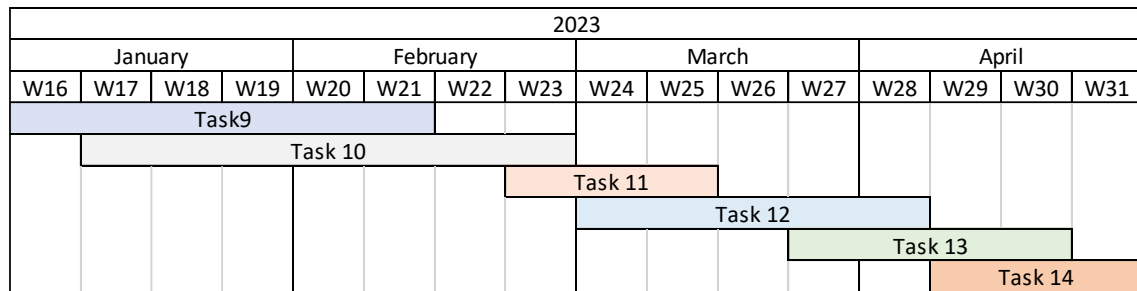 2023
January February March April
W16 W17 W18 W19 W20 W21 W22 W23 W24 W25 W26 W27 W28 W29 W30 W31
Task9
Task 10
Task 11
Task 12
Task 13
Task 14